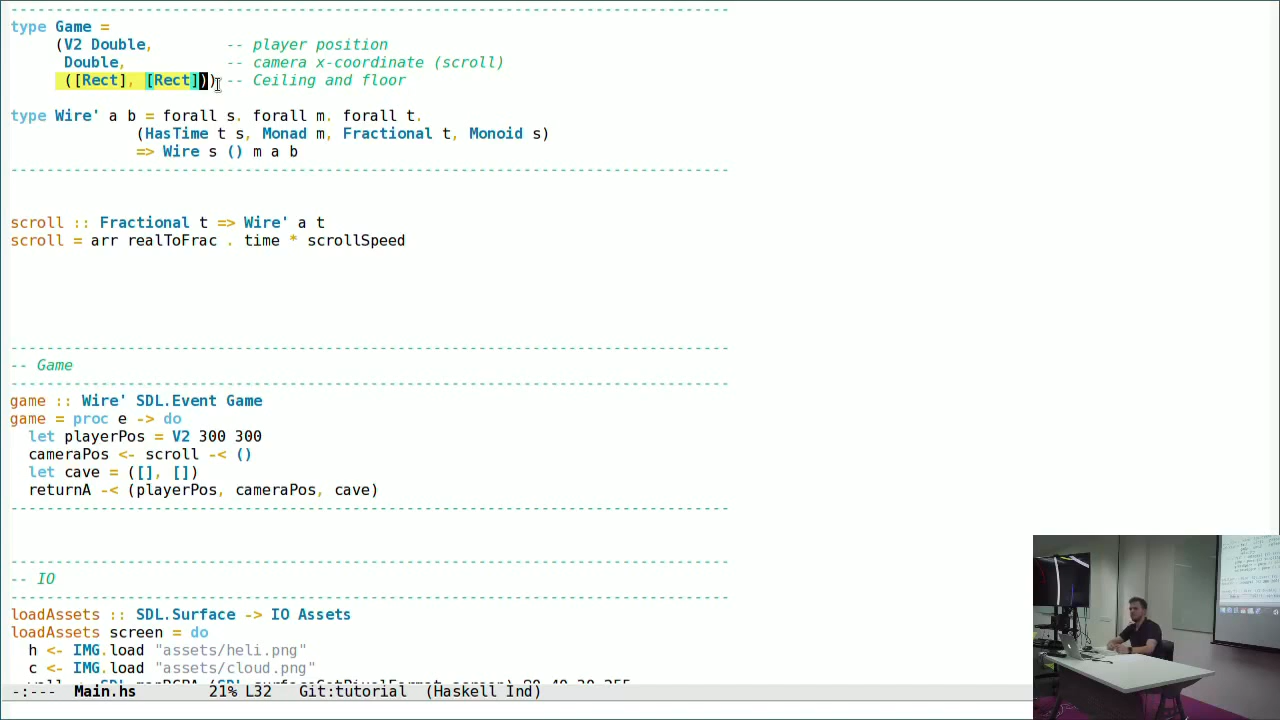 --------------------------------------------------------------------------------
type Game =
     (V2 Double,        -- player position
      Double,           -- camera x-coordinate (scroll)
      ([Rect], [Rect])) -- Ceiling and floor
type Wire' a b = forall s. forall m. forall t.
              (HasTime t s, Monad m, Fractional t, Monoid s)
              => Wire s () m a b
--------------------------------------------------------------------------------
scroll :: Fractional t => Wire' a t
scroll = arr realToFrac . time * scrollSpeed
--------------------------------------------------------------------------------
-- Game
--------------------------------------------------------------------------------
game :: Wire' SDL.Event Game
game = proc e -> do
  let playerPos = V2 300 300
  cameraPos <- scroll -< ()
  let cave = ([], [])
  returnA -< (playerPos, cameraPos, cave)
--------------------------------------------------------------------------------
--------------------------------------------------------------------------------
-- IO
--------------------------------------------------------------------------------
loadAssets :: SDL.Surface -> IO Assets
loadAssets screen = do
  h <- IMG.load "assets/heli.png"
  c <- IMG.load "assets/cloud.png"
-:---  Main.hs        21% L32   Git:tutorial  (Haskell Ind)